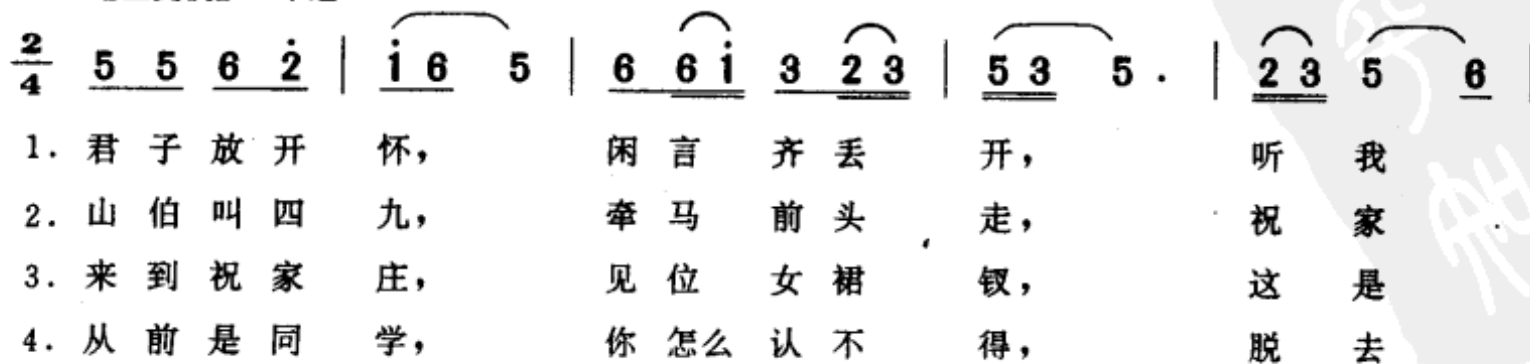 2/4 5 5 6 2̇ | 1̇ 6 5 | 6 6 1̇ 3 2 3 | 5 3 5 . | 2 3 5 6 |
1. 君 子 放 开 怀, 闲 言 齐 丢 开, 听 我
2. 山 伯 叫 四 九, 牵 马 前 头 走, 祝 家
3. 来 到 祝 家 庄, 见 位 女 裙 钗, 这 是
4. 从 前 是 同 学, 你 怎么 认 不 得, 脱 去